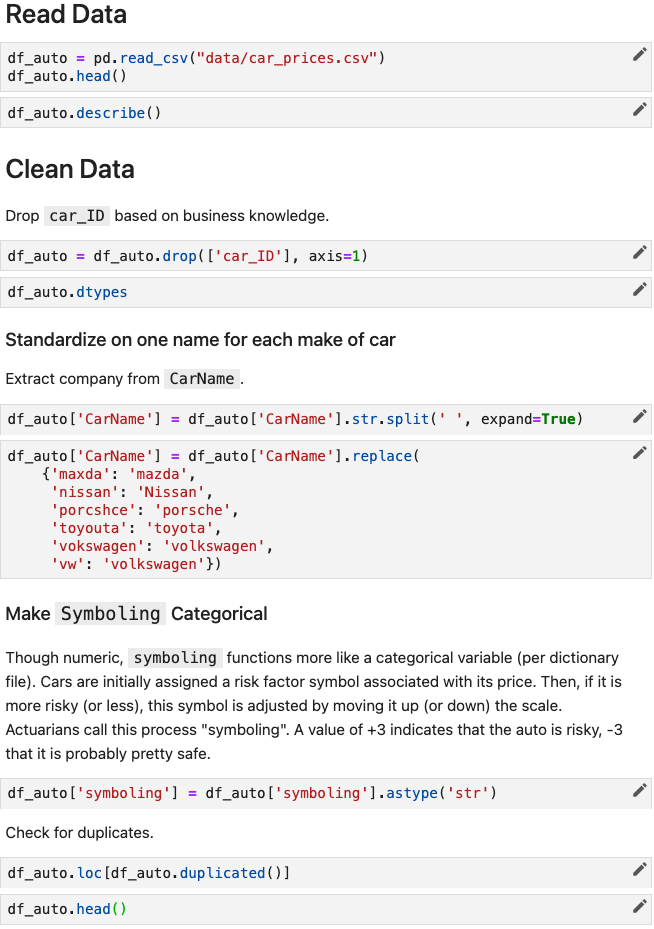 Read Data
df_auto = pd.read_csv("data/car_prices.csv")
df_auto.head()
df_auto.describe()
Clean Data
Drop car_ID based on business knowledge.
df_auto = df_auto.drop(['car_ID'], axis=1)
df_auto.dtypes
Standardize on one name for each make of car
Extract company from CarName.
df_auto['CarName'] = df_auto['CarName'].str.split(' ', expand=True)
df_auto['CarName'] = df_auto['CarName'].replace(
    {'maxda': 'mazda',
     'nissan': 'Nissan',
     'porcshce': 'porsche',
     'toyouta': 'toyota',
     'vokswagen': 'volkswagen',
     'vw': 'volkswagen'})
Make Symboling Categorical
Though numeric, symboling functions more like a categorical variable (per dictionary
file). Cars are initially assigned a risk factor symbol associated with its price. Then, if it is
more risky (or less), this symbol is adjusted by moving it up (or down) the scale.
Actuarians call this process "symboling". A value of +3 indicates that the auto is risky, -3
that it is probably pretty safe.
df_auto['symboling'] = df_auto['symboling'].astype('str')
Check for duplicates.
df_auto.loc[df_auto.duplicated()]
df_auto.head()